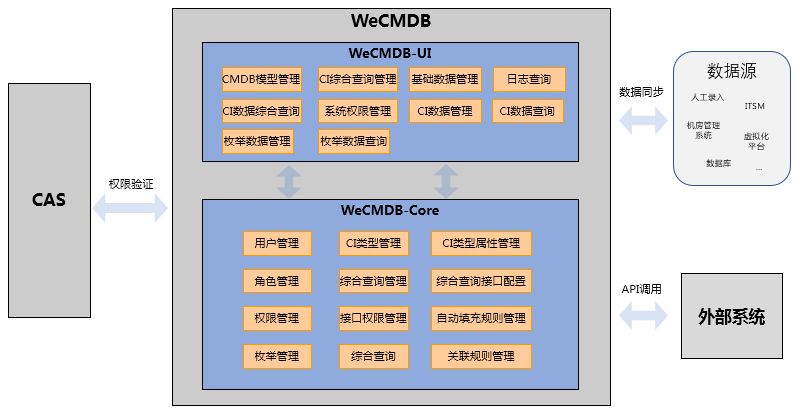 WeCMDB
WeCMDB-UI
CMDB模型管理
CI综合查询管理
基础数据管理
日志查询
CI数据综合查询
系统权限管理
CI数据管理
CI数据查询
枚举数据管理
枚举数据查询
WeCMDB-Core
用户管理
CI类型管理
CI类型属性管理
角色管理
综合查询管理
综合查询接口配置
权限管理
接口权限管理
自动填充规则管理
枚举管理
综合查询
关联规则管理
CAS
权限验证
数据同步
数据源
人工录入
ITSM
机房管理
系统
虚拟化
平台
数据库
...
API调用
外部系统